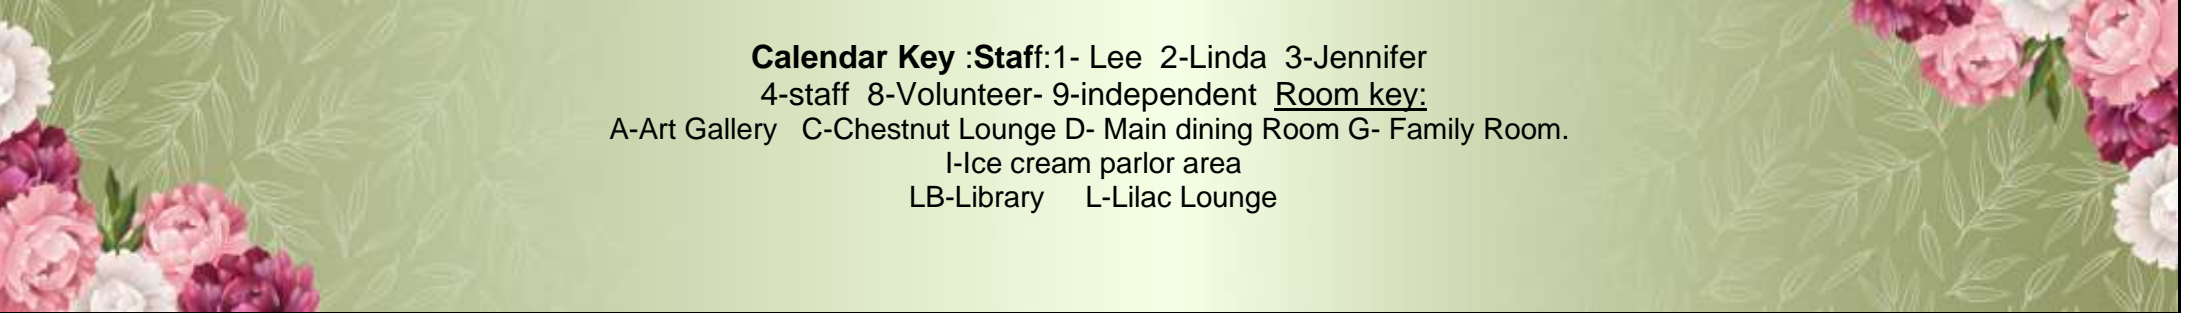 Calendar Key :Staff:1- Lee 2-Linda 3-Jennifer
4-staff 8-Volunteer- 9-independent Room key:
A-Art Gallery C-Chestnut Lounge D- Main dining Room G- Family Room.
I-Ice cream parlor area
LB-Library L-Lilac Lounge